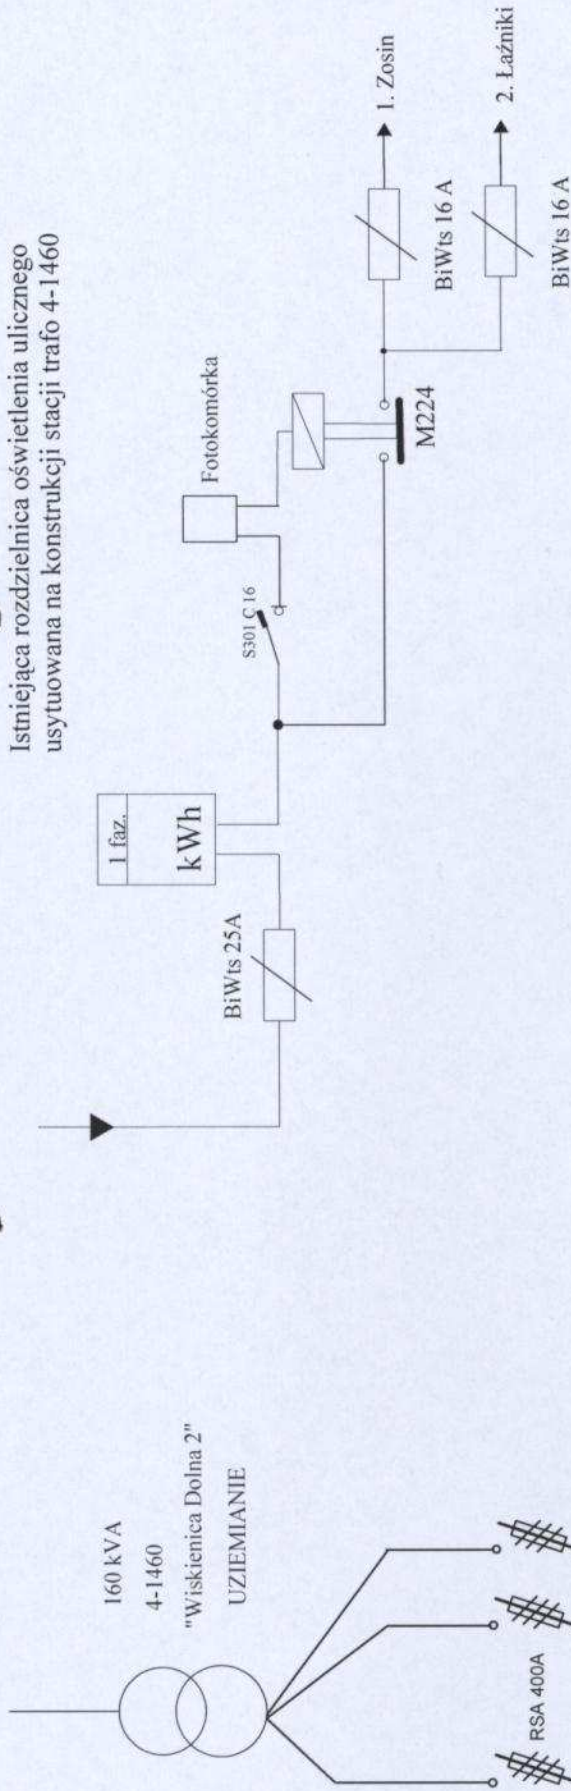 Istniejąca rozdzielnica oświetlenia ulicznego
usytuowana na konstrukcji stacji trafo 4-1460
160 kVA
4-1460
"Wiskienica Dolna 2"
UZIEMIANIE
RSA 400A
BiWts 25A
1 faz.
kWh
S301 C 16
Fotokomórka
M224
BiWts 16 A
1. Zosin
BiWts 16 A
2. Łaźniki